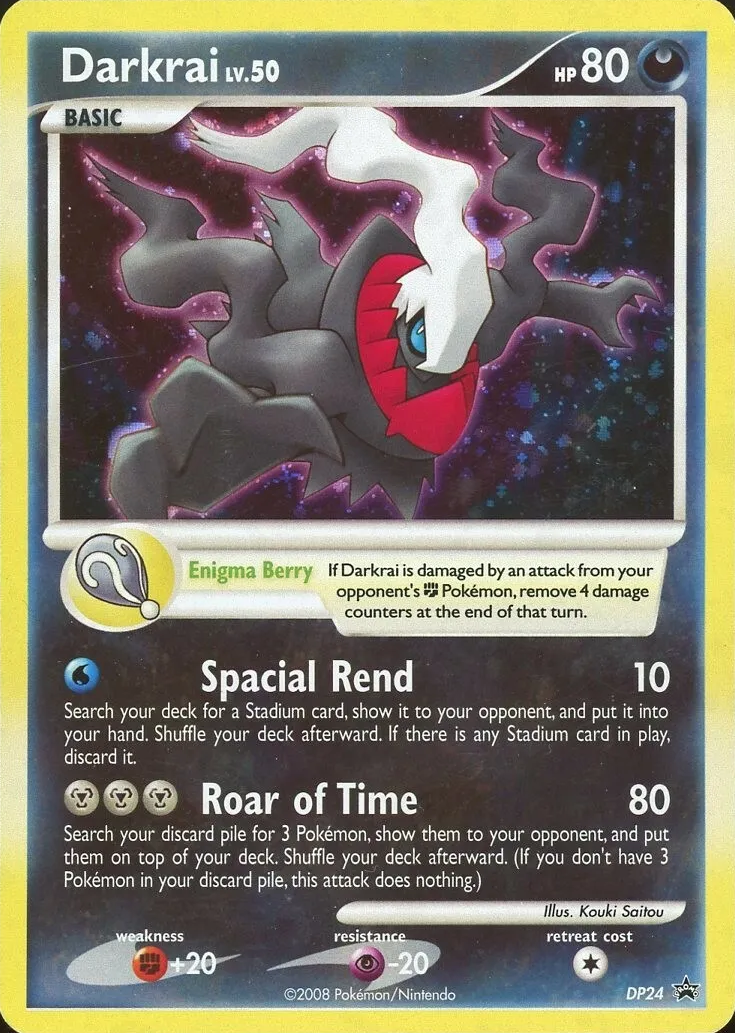 Darkrai LV.50 HP 80
BASIC
Enigma Berry
If Darkrai is damaged by an attack from your
opponent's Pokémon, remove 4 damage
counters at the end of that turn.
Spacial Rend 10
Search your deck for a Stadium card, show it to your opponent, and put it into
your hand. Shuffle your deck afterward. If there is any Stadium card in play,
discard it.
Roar of Time 80
Search your discard pile for 3 Pokémon, show them to your opponent, and put
them on top of your deck. Shuffle your deck afterward. (If you don't have 3
Pokémon in your discard pile, this attack does nothing.)
Illus. Kouki Saitou
weakness resistance retreat cost
+20 -20
©2008 Pokémon/Nintendo DP24 PROMO